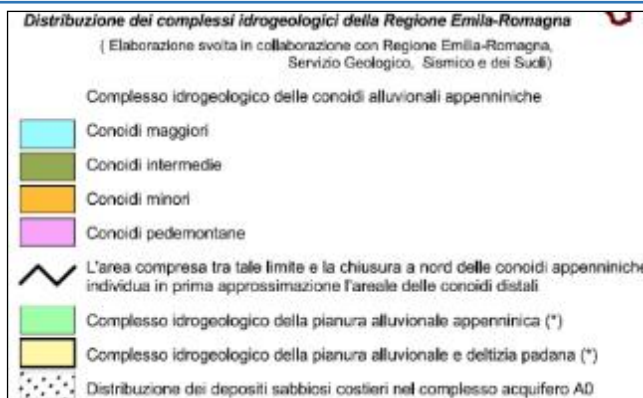 Distribuzione dei complessi idrogeologici della Regione Emila-Romagna
( Elaborazione svolta in collaborazione con Regione Emilia-Romagna,
Servizio Geologico, Sismico e dei Suoli)
Complesso idrogeologico delle conoidi alluvionali appenniniche
Conoidi maggiori
Conoidi intermedie
Conoidi minori
Conoidi pedemontane
L'area compresa tra tale limite e la chiusura a nord delle conoidi appenniniche
individua in prima approssimazione l'areale delle conoidi distali
Complesso idrogeologico della pianura alluvionale appenninica (*)
Complesso idrogeologico della pianura alluvionale e deltizia padana (*)
Distribuzione dei depositi sabbiosi costieri nel complesso acquifero A0